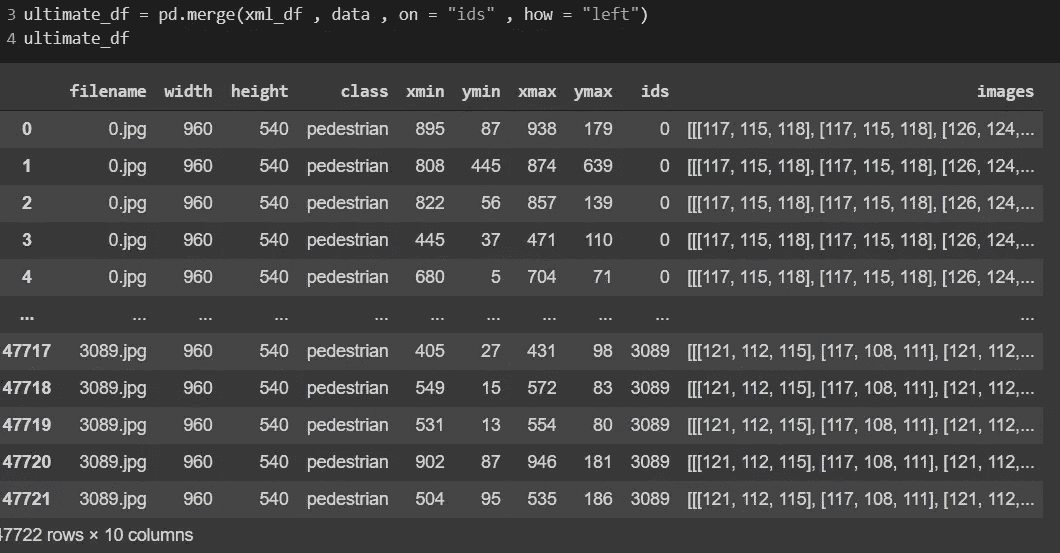 3 ultimate_df = pd.merge(xml_df , data , on = "ids" , how = "left")
4 ultimate_df
filename width height class xmin ymin xmax ymax ids images
0 0.jpg 960 540 pedestrian 895 87 938 179 0 [[[117, 115, 118], [117, 115, 118], [126, 124,...
1 0.jpg 960 540 pedestrian 808 445 874 639 0 [[[117, 115, 118], [117, 115, 118], [126, 124,...
2 0.jpg 960 540 pedestrian 822 56 857 139 0 [[[117, 115, 118], [117, 115, 118], [126, 124,...
3 0.jpg 960 540 pedestrian 445 37 471 110 0 [[[117, 115, 118], [117, 115, 118], [126, 124,...
4 0.jpg 960 540 pedestrian 680 5 704 71 0 [[[117, 115, 118], [117, 115, 118], [126, 124,...
... ... ... ... ... ... ... ... ... ... ...
47717 3089.jpg 960 540 pedestrian 405 27 431 98 3089 [[[121, 112, 115], [117, 108, 111], [121, 112,...
47718 3089.jpg 960 540 pedestrian 549 15 572 83 3089 [[[121, 112, 115], [117, 108, 111], [121, 112,...
47719 3089.jpg 960 540 pedestrian 531 13 554 80 3089 [[[121, 112, 115], [117, 108, 111], [121, 112,...
47720 3089.jpg 960 540 pedestrian 902 87 946 181 3089 [[[121, 112, 115], [117, 108, 111], [121, 112,...
47721 3089.jpg 960 540 pedestrian 504 95 535 186 3089 [[[121, 112, 115], [117, 108, 111], [121, 112,...
47722 rows × 10 columns